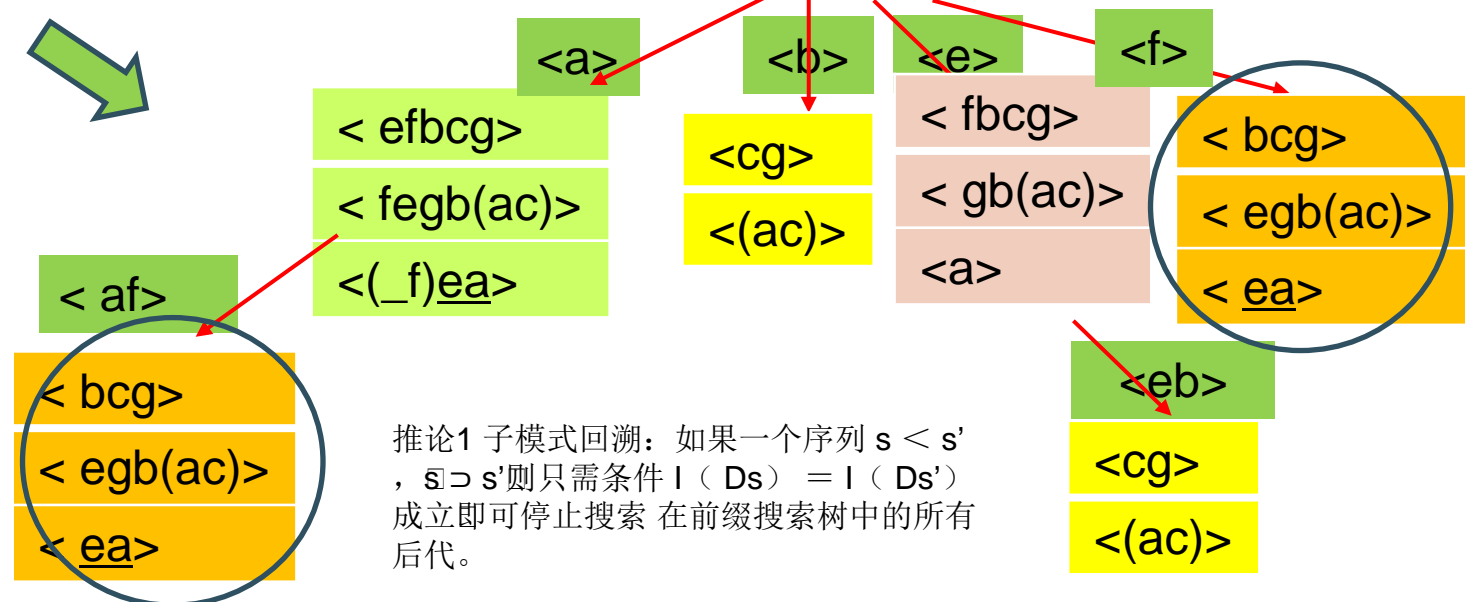 <a>
<b>
<e>
<f>
< efbcg>
< fegb(ac)>
<(_f)ea>
<cg>
<(ac)>
< fbcg>
< gb(ac)>
<a>
< bcg>
< egb(ac)>
< ea>
< af>
< bcg>
< egb(ac)>
< ea>
<eb>
<cg>
<(ac)>
推论1 子模式回溯：如果一个序列 s ＜ s’
，s⊃ s’则只需条件 I（ Ds） ＝I（ Ds’）
成立即可停止搜索 在前缀搜索树中的所有
后代。